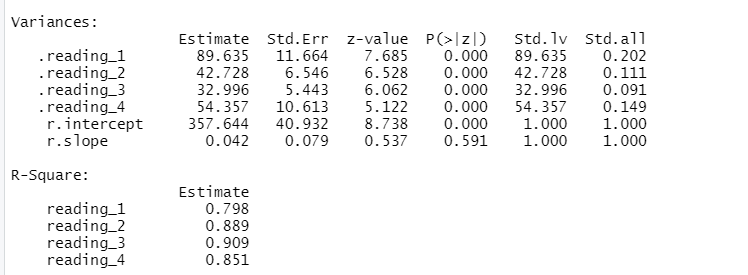 Variances:
Estimate Std.Err z-value P(>|z|) Std.lv Std.all
.reading_1 89.635 11.664 7.685 0.000 89.635 0.202
.reading_2 42.728 6.546 6.528 0.000 42.728 0.111
.reading_3 32.996 5.443 6.062 0.000 32.996 0.091
.reading_4 54.357 10.613 5.122 0.000 54.357 0.149
r.intercept 357.644 40.932 8.738 0.000 1.000 1.000
r.slope 0.042 0.079 0.537 0.591 1.000 1.000
R-Square:
Estimate
reading_1 0.798
reading_2 0.889
reading_3 0.909
reading_4 0.851